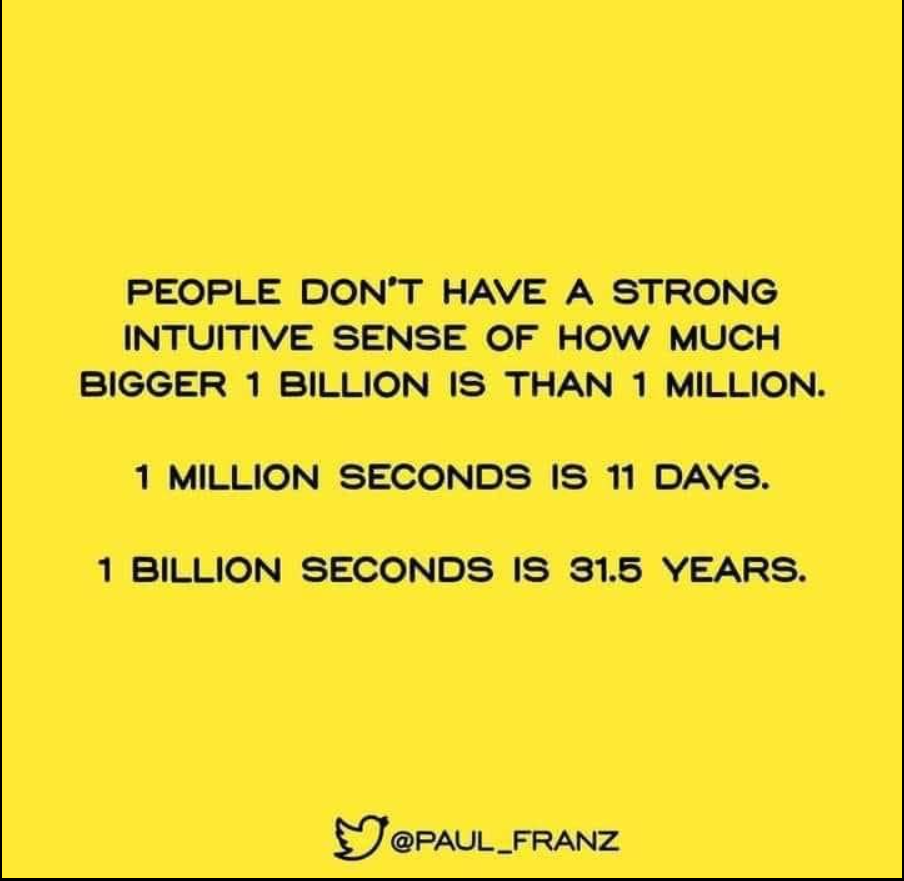 PEOPLE DON'T HAVE A STRONG
INTUITIVE SENSE OF HOW MUCH
BIGGER 1 BILLION IS THAN 1 MILLION.
1 MILLION SECONDS IS 11 DAYS.
1 BILLION SECONDS IS 31.5 YEARS.
@PAUL_FRANZ